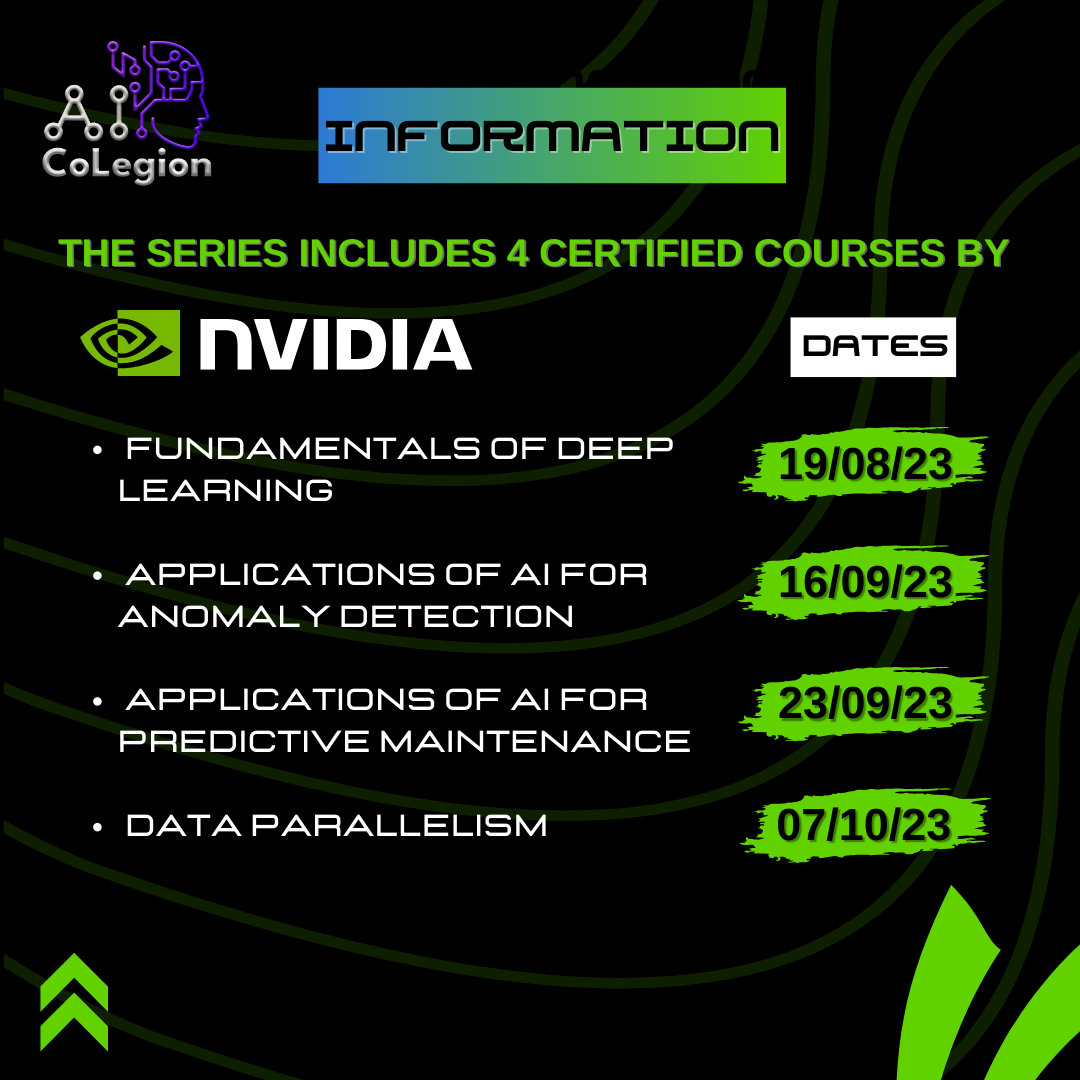 AI
CoLegion
INFORMATION
THE SERIES INCLUDES 4 CERTIFIED COURSES BY
NVIDIA
DATES
• FUNDAMENTALS OF DEEP
LEARNING
19/08/23
• APPLICATIONS OF AI FOR
ANOMALY DETECTION
16/09/23
• APPLICATIONS OF AI FOR
PREDICTIVE MAINTENANCE
23/09/23
• DATA PARALLELISM
07/10/23